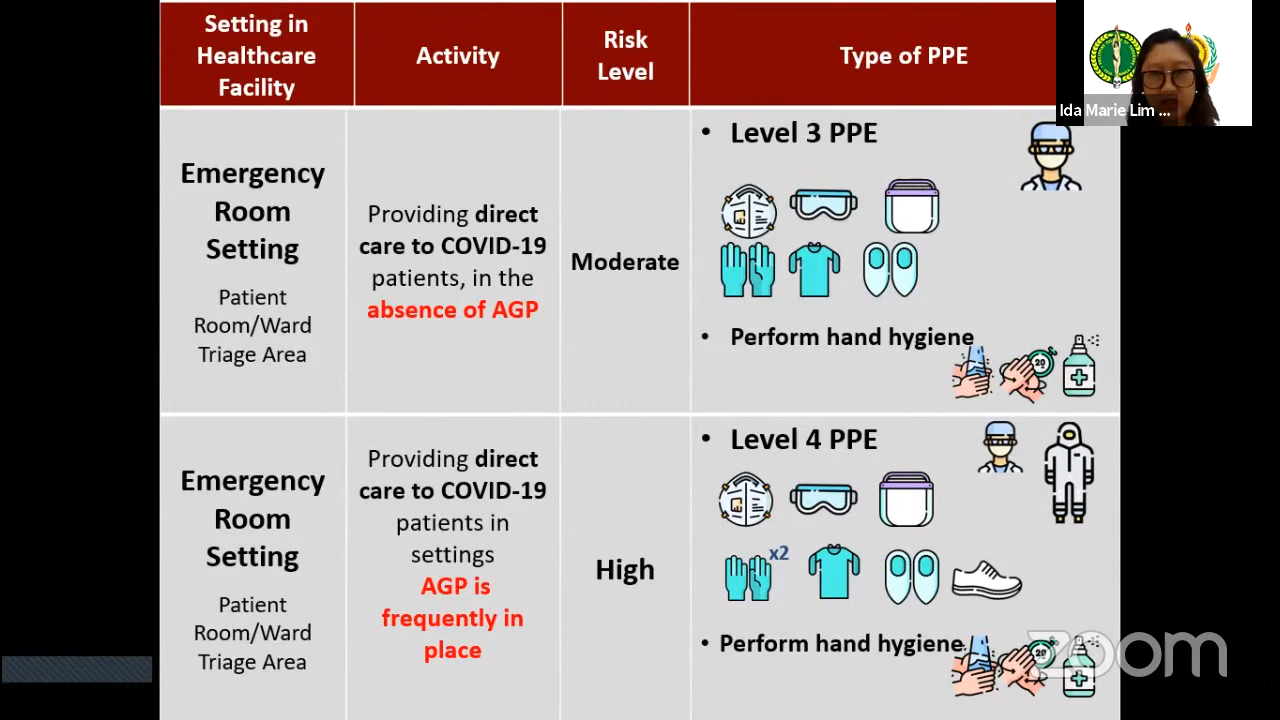 Setting in
Healthcare
Facility
Activity
Risk
Level
Type of PPE
Ida Marie Lim ...
Emergency
Room
Setting
Patient
Room/Ward
Triage Area
Providing direct
care to COVID-19
patients, in the
absence of AGP
Moderate
• Level 3 PPE
• Perform hand hygiene
20
Emergency
Room
Setting
Patient
Room/Ward
Triage Area
Providing direct
care to COVID-19
patients in
settings
AGP is
frequently in
place
High
• Level 4 PPE
x2
• Perform hand hygiene
20
zoom